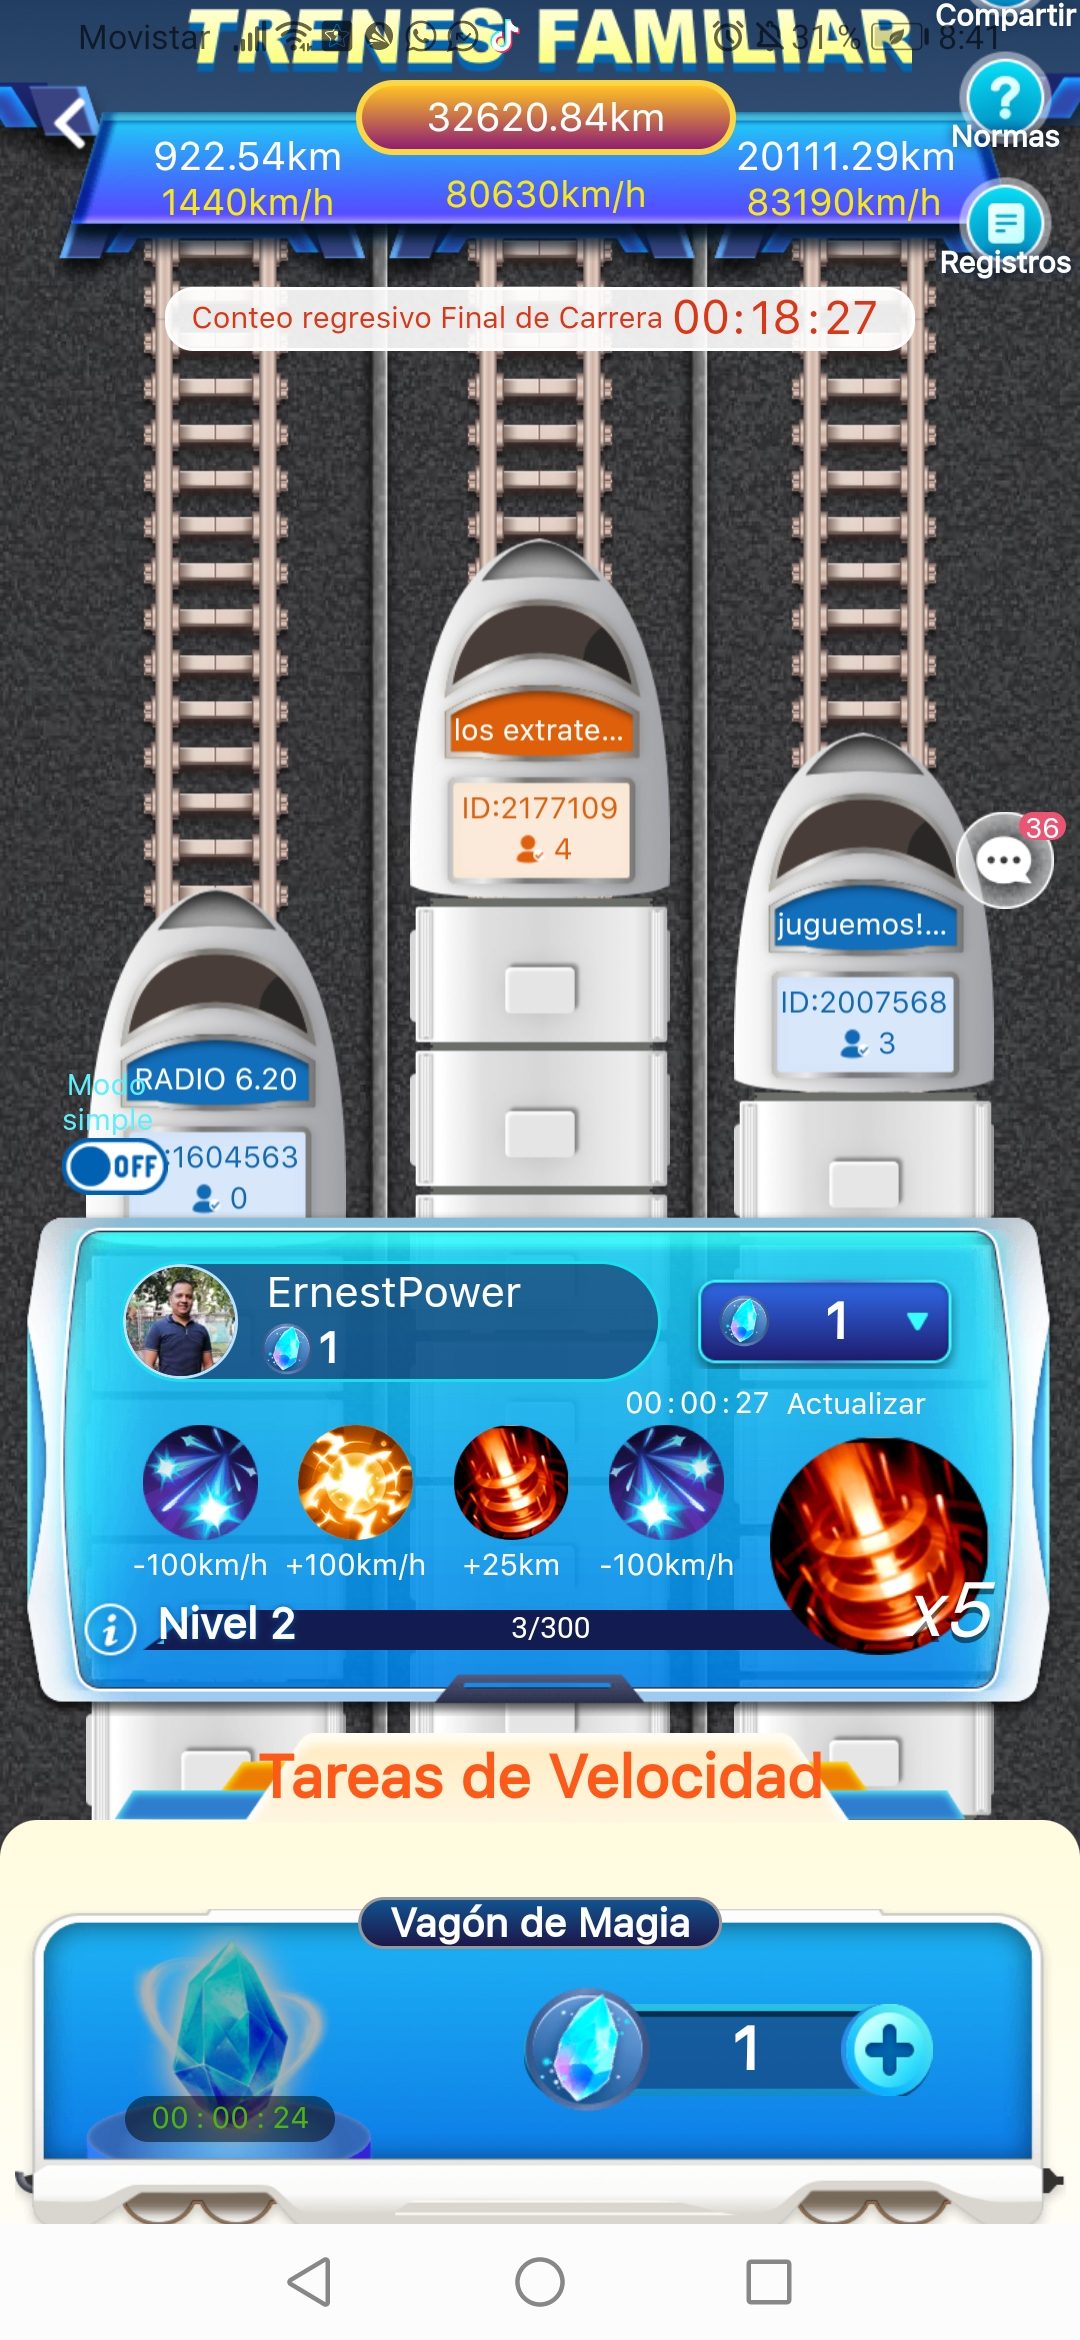 Movistar 31 % 8:41
TRENES FAMILIAR
Compartir
32620.84km
922.54km
20111.29km
1440km/h
80630km/h
83190km/h
Normas
Registros
Conteo regresivo Final de Carrera 00:18:27
los extrate...
ID:2177109
4
juguemos!...
ID:2007568
3
36
RADIO 6.20
:1604563
0
Modo
simple
OFF
ErnestPower
1
1
00:00:27 Actualizar
-100km/h +100km/h +25km -100km/h
x5
Nivel 2
3/300
Tareas de Velocidad
Vagón de Magia
1
00:00:24